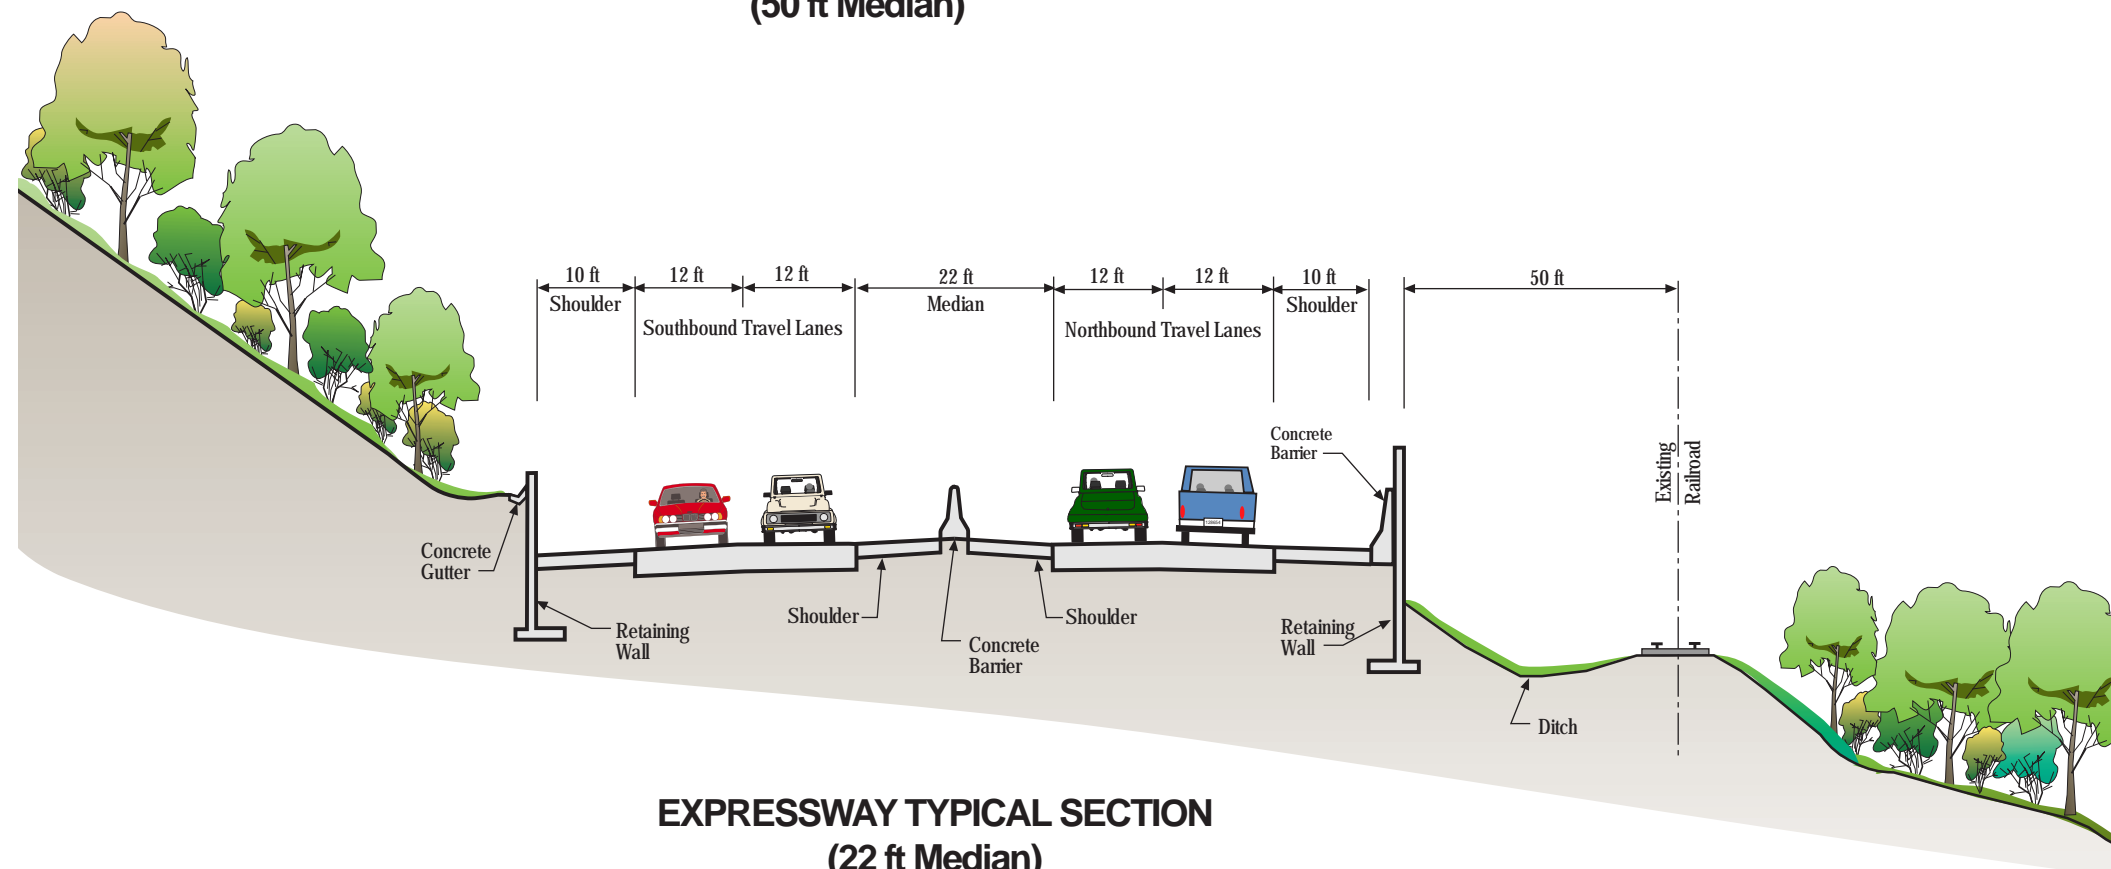 (50 ft Median)
10 ft
12 ft
12 ft
22 ft
12 ft
12 ft
10 ft
50 ft
Shoulder
Median
Shoulder
Southbound Travel Lanes
Northbound Travel Lanes
Concrete
Barrier
Existing
Railroad
Concrete
Gutter
Shoulder
Shoulder
Retaining
Wall
Concrete
Barrier
Retaining
Wall
Ditch
EXPRESSWAY TYPICAL SECTION
(22 ft Median)